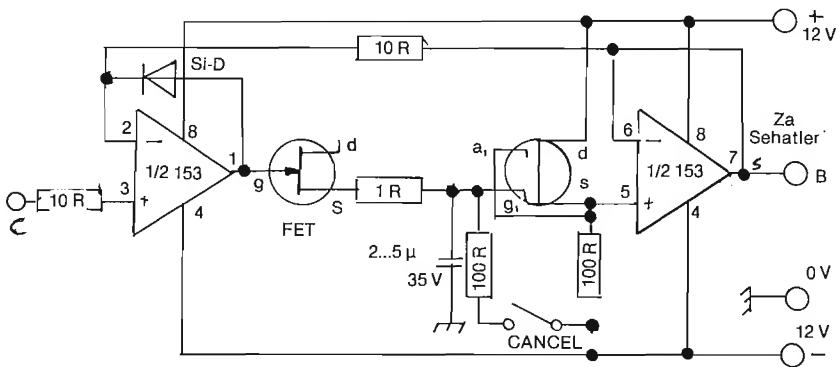 +
12 V
10 R
Si-D
2
−
8
1/2 153
1
3
+
4
10 R
C
g
d
S
FET
1 R
2...5 µ
35 V
100 R
CANCEL
a₁
d
s
g₁
100 R
6
−
8
1/2 153
7
s
5
+
4
Za
Sehatler
B
0 V
12 V
−